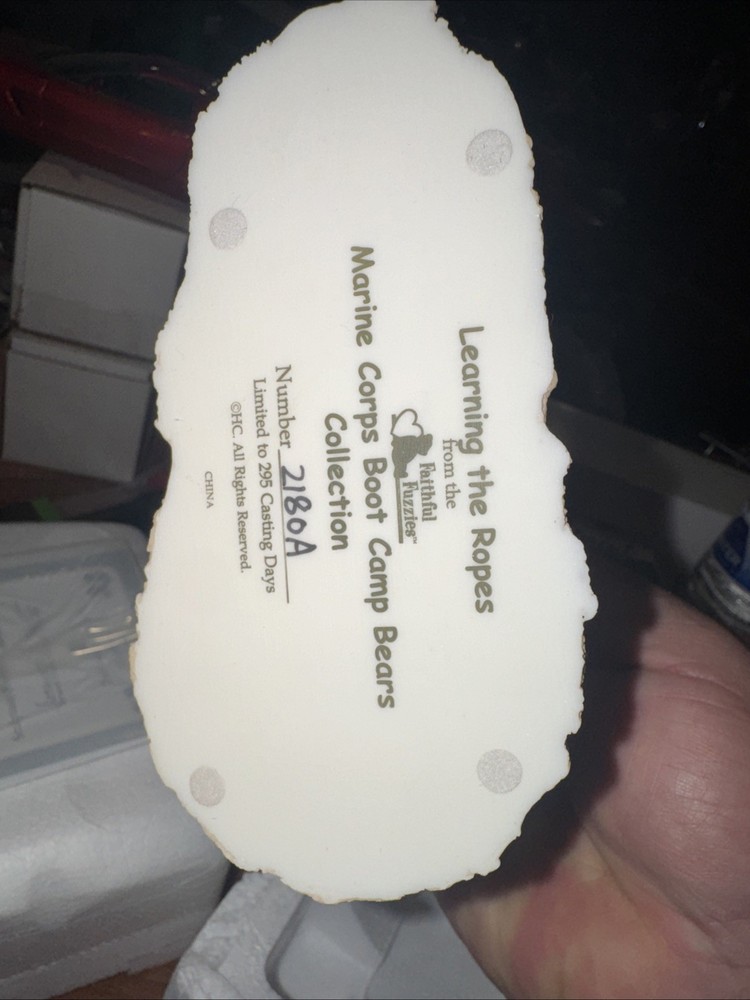 Learning the Ropes
from the
Faithful
Fuzzies™
Marine Corps Boot Camp Bears
Collection
Number 2180A
Limited to 295 Casting Days
©HC. All Rights Reserved.
CHINA